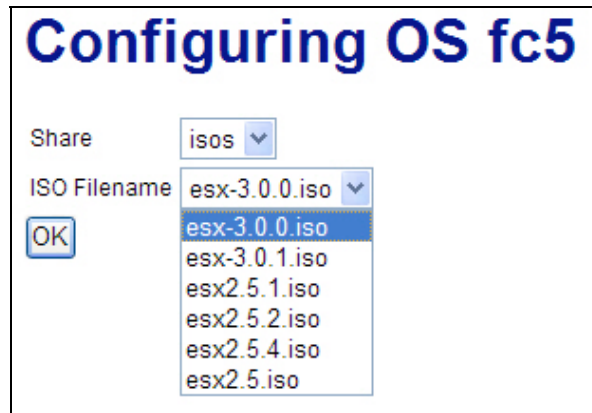 Configuring OS fc5
Share isos
ISO Filename esx-3.0.0.iso
OK
esx-3.0.0.iso
esx-3.0.1.iso
esx2.5.1.iso
esx2.5.2.iso
esx2.5.4.iso
esx2.5.iso